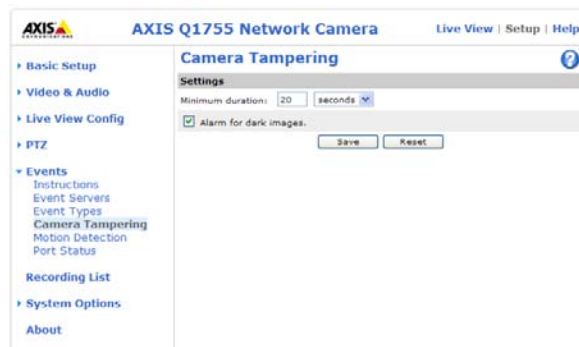 AXIS
COMMUNICATIONS
AXIS Q1755 Network Camera
Live View | Setup | Help
Basic Setup
Video & Audio
Live View Config
PTZ
Events
Instructions
Event Servers
Event Types
Camera Tampering
Motion Detection
Port Status
Recording List
System Options
About
Camera Tampering
?
Settings
Minimum duration: 20 seconds
Alarm for dark images.
Save Reset